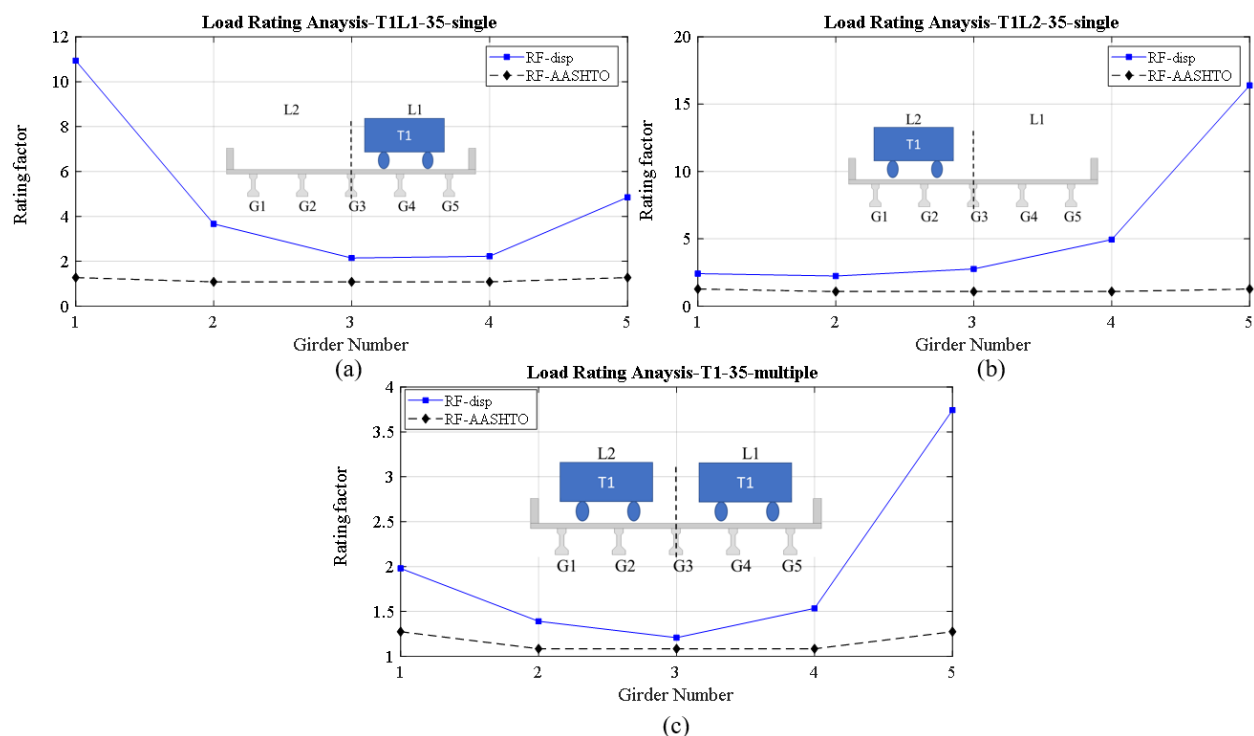 Load Rating Anaysis-T1L1-35-single
12
10
8
6
4
2
0
Rating factor
RF-disp
RF-AASHTO
L2
L1
T1
G1 G2 G3 G4 G5
1 2 3 4 5
Girder Number
(a)
Load Rating Anaysis-T1L2-35-single
20
15
10
5
0
Rating factor
RF-disp
RF-AASHTO
L2
L1
T1
G1 G2 G3 G4 G5
1 2 3 4 5
Girder Number
(b)
Load Rating Anaysis-T1-35-multiple
4
3.5
3
2.5
2
1.5
1
Rating factor
RF-disp
RF-AASHTO
L2 L1
T1 T1
G1 G2 G3 G4 G5
1 2 3 4 5
Girder Number
(c)